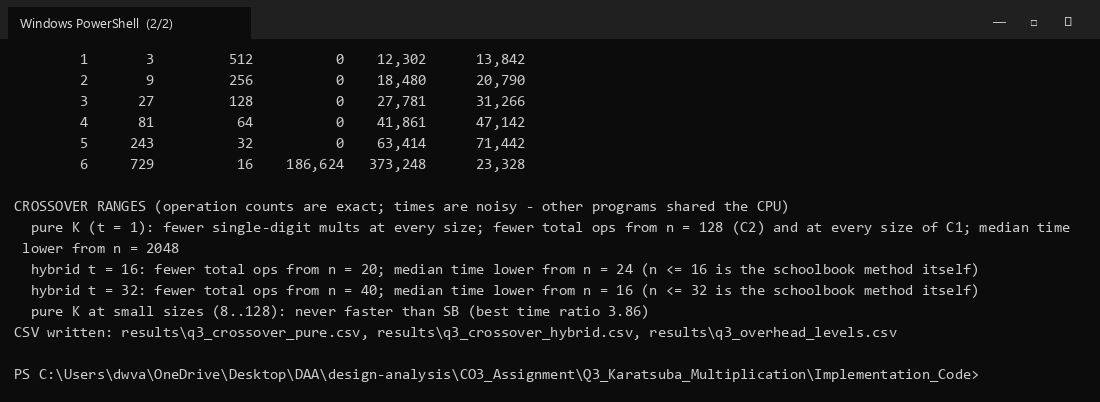 Windows PowerShell (2/2)
1 3 512 0 12,302 13,842
2 9 256 0 18,480 20,790
3 27 128 0 27,781 31,266
4 81 64 0 41,861 47,142
5 243 32 0 63,414 71,442
6 729 16 186,624 373,248 23,328
CROSSOVER RANGES (operation counts are exact; times are noisy - other programs shared the CPU)
pure K (t = 1): fewer single-digit mults at every size; fewer total ops from n = 128 (C2) and at every size of C1; median time
lower from n = 2048
hybrid t = 16: fewer total ops from n = 20; median time lower from n = 24 (n <= 16 is the schoolbook method itself)
hybrid t = 32: fewer total ops from n = 40; median time lower from n = 16 (n <= 32 is the schoolbook method itself)
pure K at small sizes (8..128): never faster than SB (best time ratio 3.86)
CSV written: results\q3_crossover_pure.csv, results\q3_crossover_hybrid.csv, results\q3_overhead_levels.csv
PS C:\Users\dwva\OneDrive\Desktop\DAA\design-analysis\CO3_Assignment\Q3_Karatsuba_Multiplication\Implementation_Code>